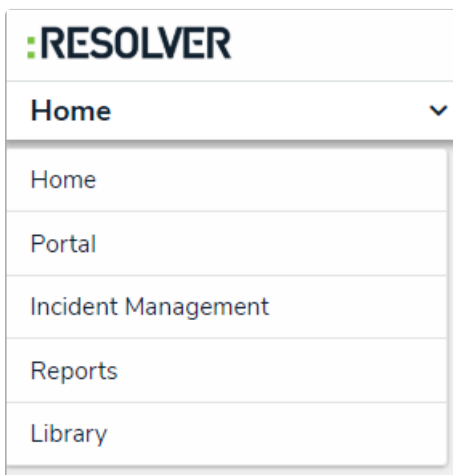 :RESOLVER
Home
Home
Portal
Incident Management
Reports
Library